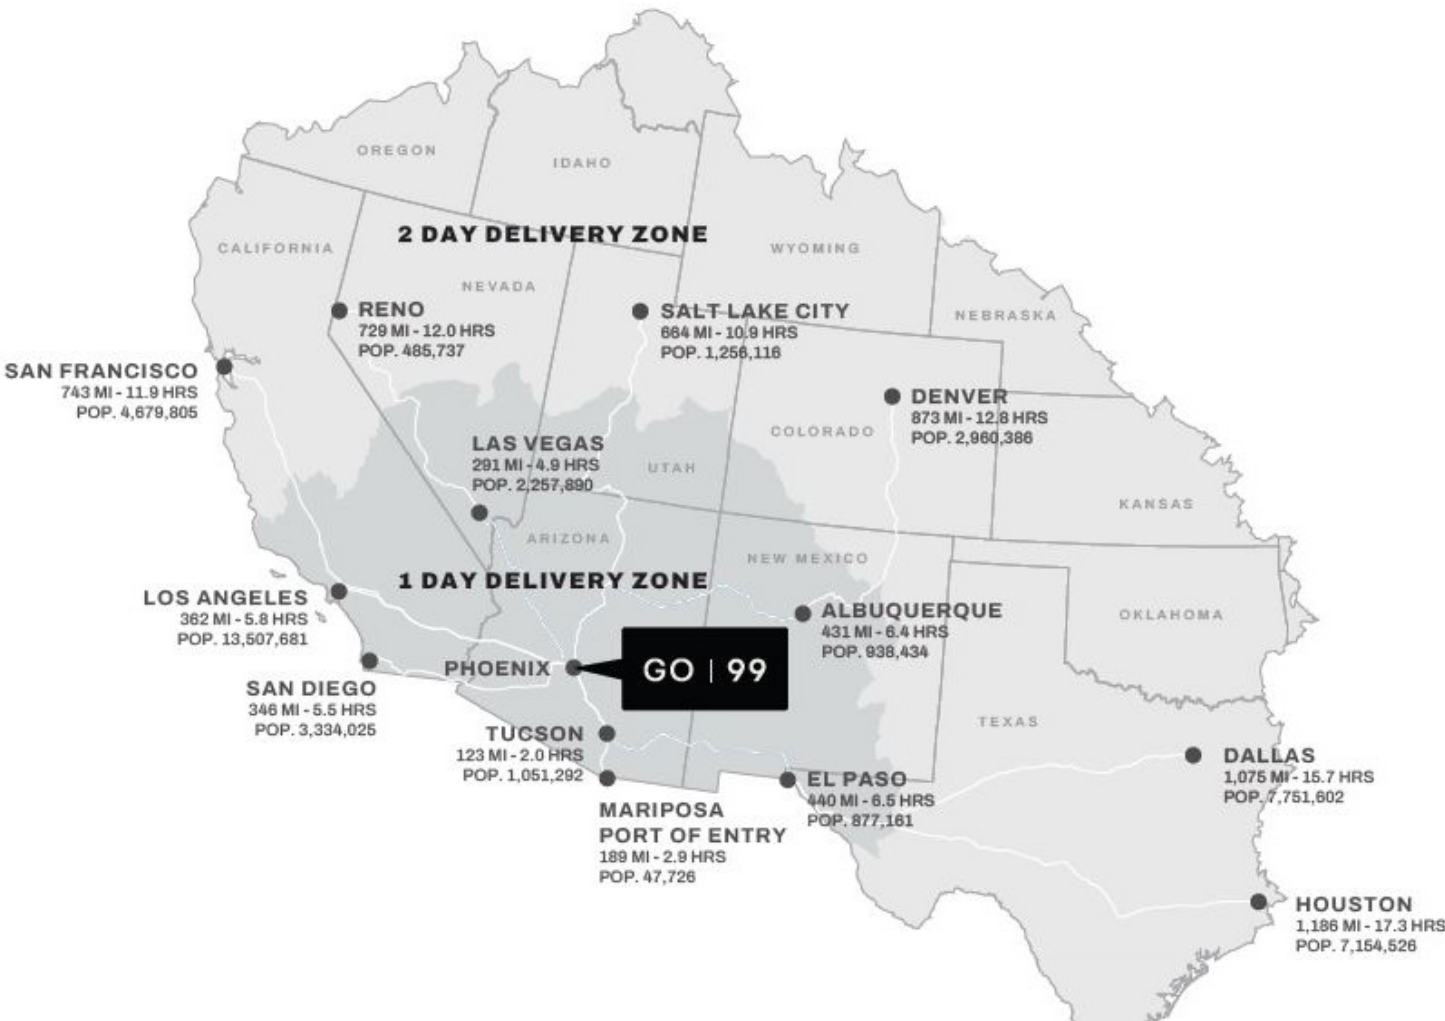 OREGON
IDAHO
2 DAY DELIVERY ZONE
CALIFORNIA
WYOMING
NEVADA
NEBRASKA
RENO
729 MI - 12.0 HRS
POP. 485,737
SALT LAKE CITY
664 MI - 10.9 HRS
POP. 1,256,116
SAN FRANCISCO
743 MI - 11.9 HRS
POP. 4,679,805
DENVER
873 MI - 12.8 HRS
POP. 2,960,386
COLORADO
LAS VEGAS
291 MI - 4.9 HRS
POP. 2,257,890
UTAH
KANSAS
ARIZONA
NEW MEXICO
1 DAY DELIVERY ZONE
LOS ANGELES
362 MI - 5.8 HRS
POP. 13,507,681
ALBUQUERQUE
431 MI - 6.4 HRS
POP. 938,434
OKLAHOMA
PHOENIX
GO | 99
SAN DIEGO
346 MI - 5.5 HRS
POP. 3,334,025
TEXAS
TUCSON
123 MI - 2.0 HRS
POP. 1,051,292
DALLAS
1,075 MI - 15.7 HRS
POP. 7,751,602
EL PASO
440 MI - 6.5 HRS
POP. 877,161
MARIPOSA
PORT OF ENTRY
189 MI - 2.9 HRS
POP. 47,726
HOUSTON
1,186 MI - 17.3 HRS
POP. 7,154,526